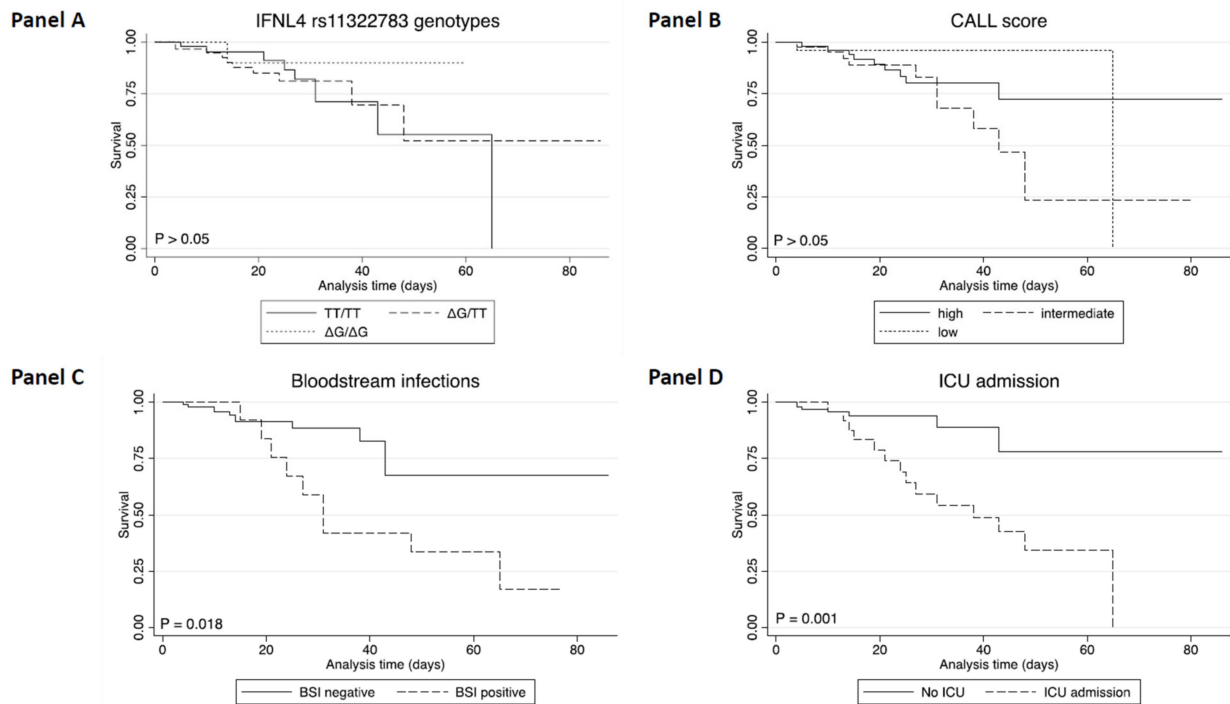 Panel A
IFNL4 rs11322783 genotypes
1.00
0.75
0.50
0.25
0.00
Survival
P > 0.05
0 20 40 60 80
Analysis time (days)
TT/TT ΔG/TT
ΔG/ΔG
Panel B
CALL score
1.00
0.75
0.50
0.25
0.00
Survival
P > 0.05
0 20 40 60 80
Analysis time (days)
high intermediate
low
Panel C
Bloodstream infections
1.00
0.75
0.50
0.25
0.00
Survival
P = 0.018
0 20 40 60 80
Analysis time (days)
BSI negative BSI positive
Panel D
ICU admission
1.00
0.75
0.50
0.25
0.00
Survival
P = 0.001
0 20 40 60 80
Analysis time (days)
No ICU ICU admission